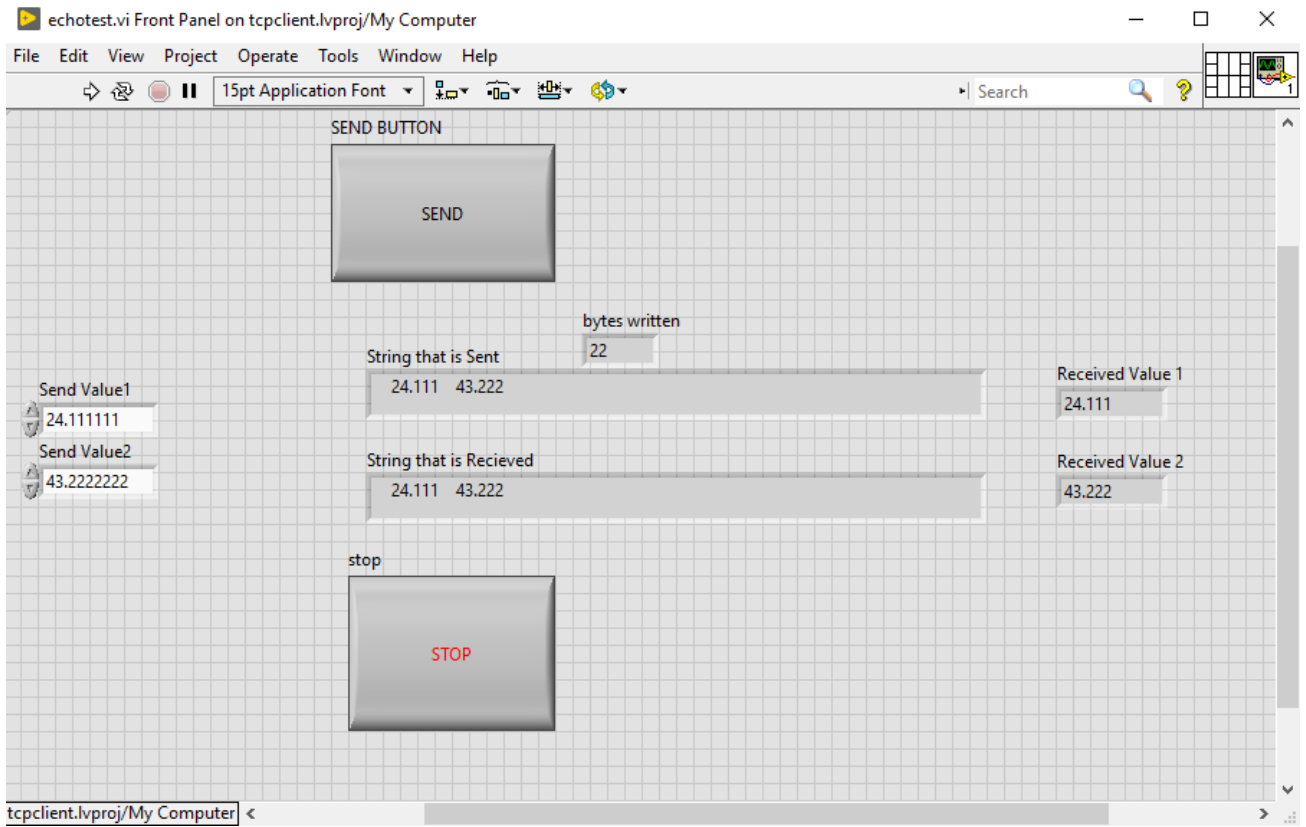 echotest.vi Front Panel on tcpclient.lvproj/My Computer
File Edit View Project Operate Tools Window Help
15pt Application Font
Search
1
SEND BUTTON
SEND
bytes written
22
String that is Sent
24.111 43.222
Send Value1
24.111111
Send Value2
43.2222222
Received Value 1
24.111
String that is Recieved
24.111 43.222
Received Value 2
43.222
stop
STOP
tcpclient.lvproj/My Computer